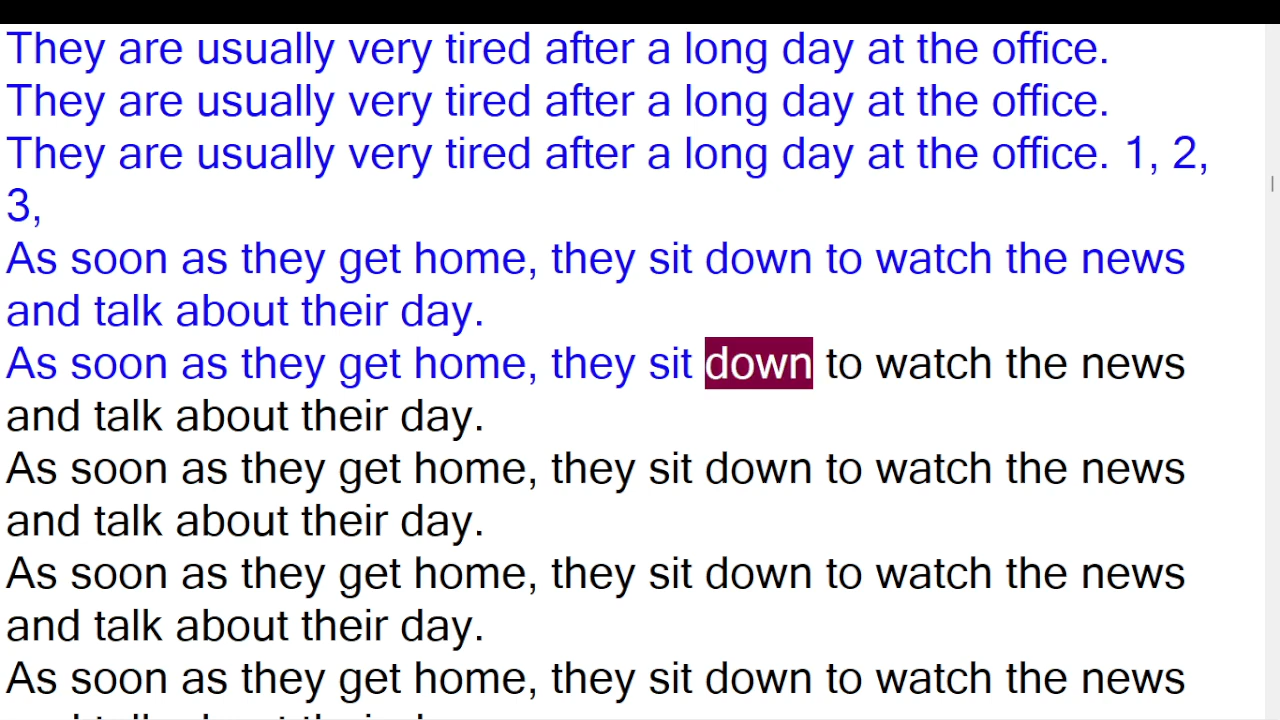 They are usually very tired after a long day at the office.
They are usually very tired after a long day at the office.
They are usually very tired after a long day at the office. 1, 2,
3,
As soon as they get home, they sit down to watch the news
and talk about their day.
As soon as they get home, they sit down to watch the news
and talk about their day.
As soon as they get home, they sit down to watch the news
and talk about their day.
As soon as they get home, they sit down to watch the news
and talk about their day.
As soon as they get home, they sit down to watch the news